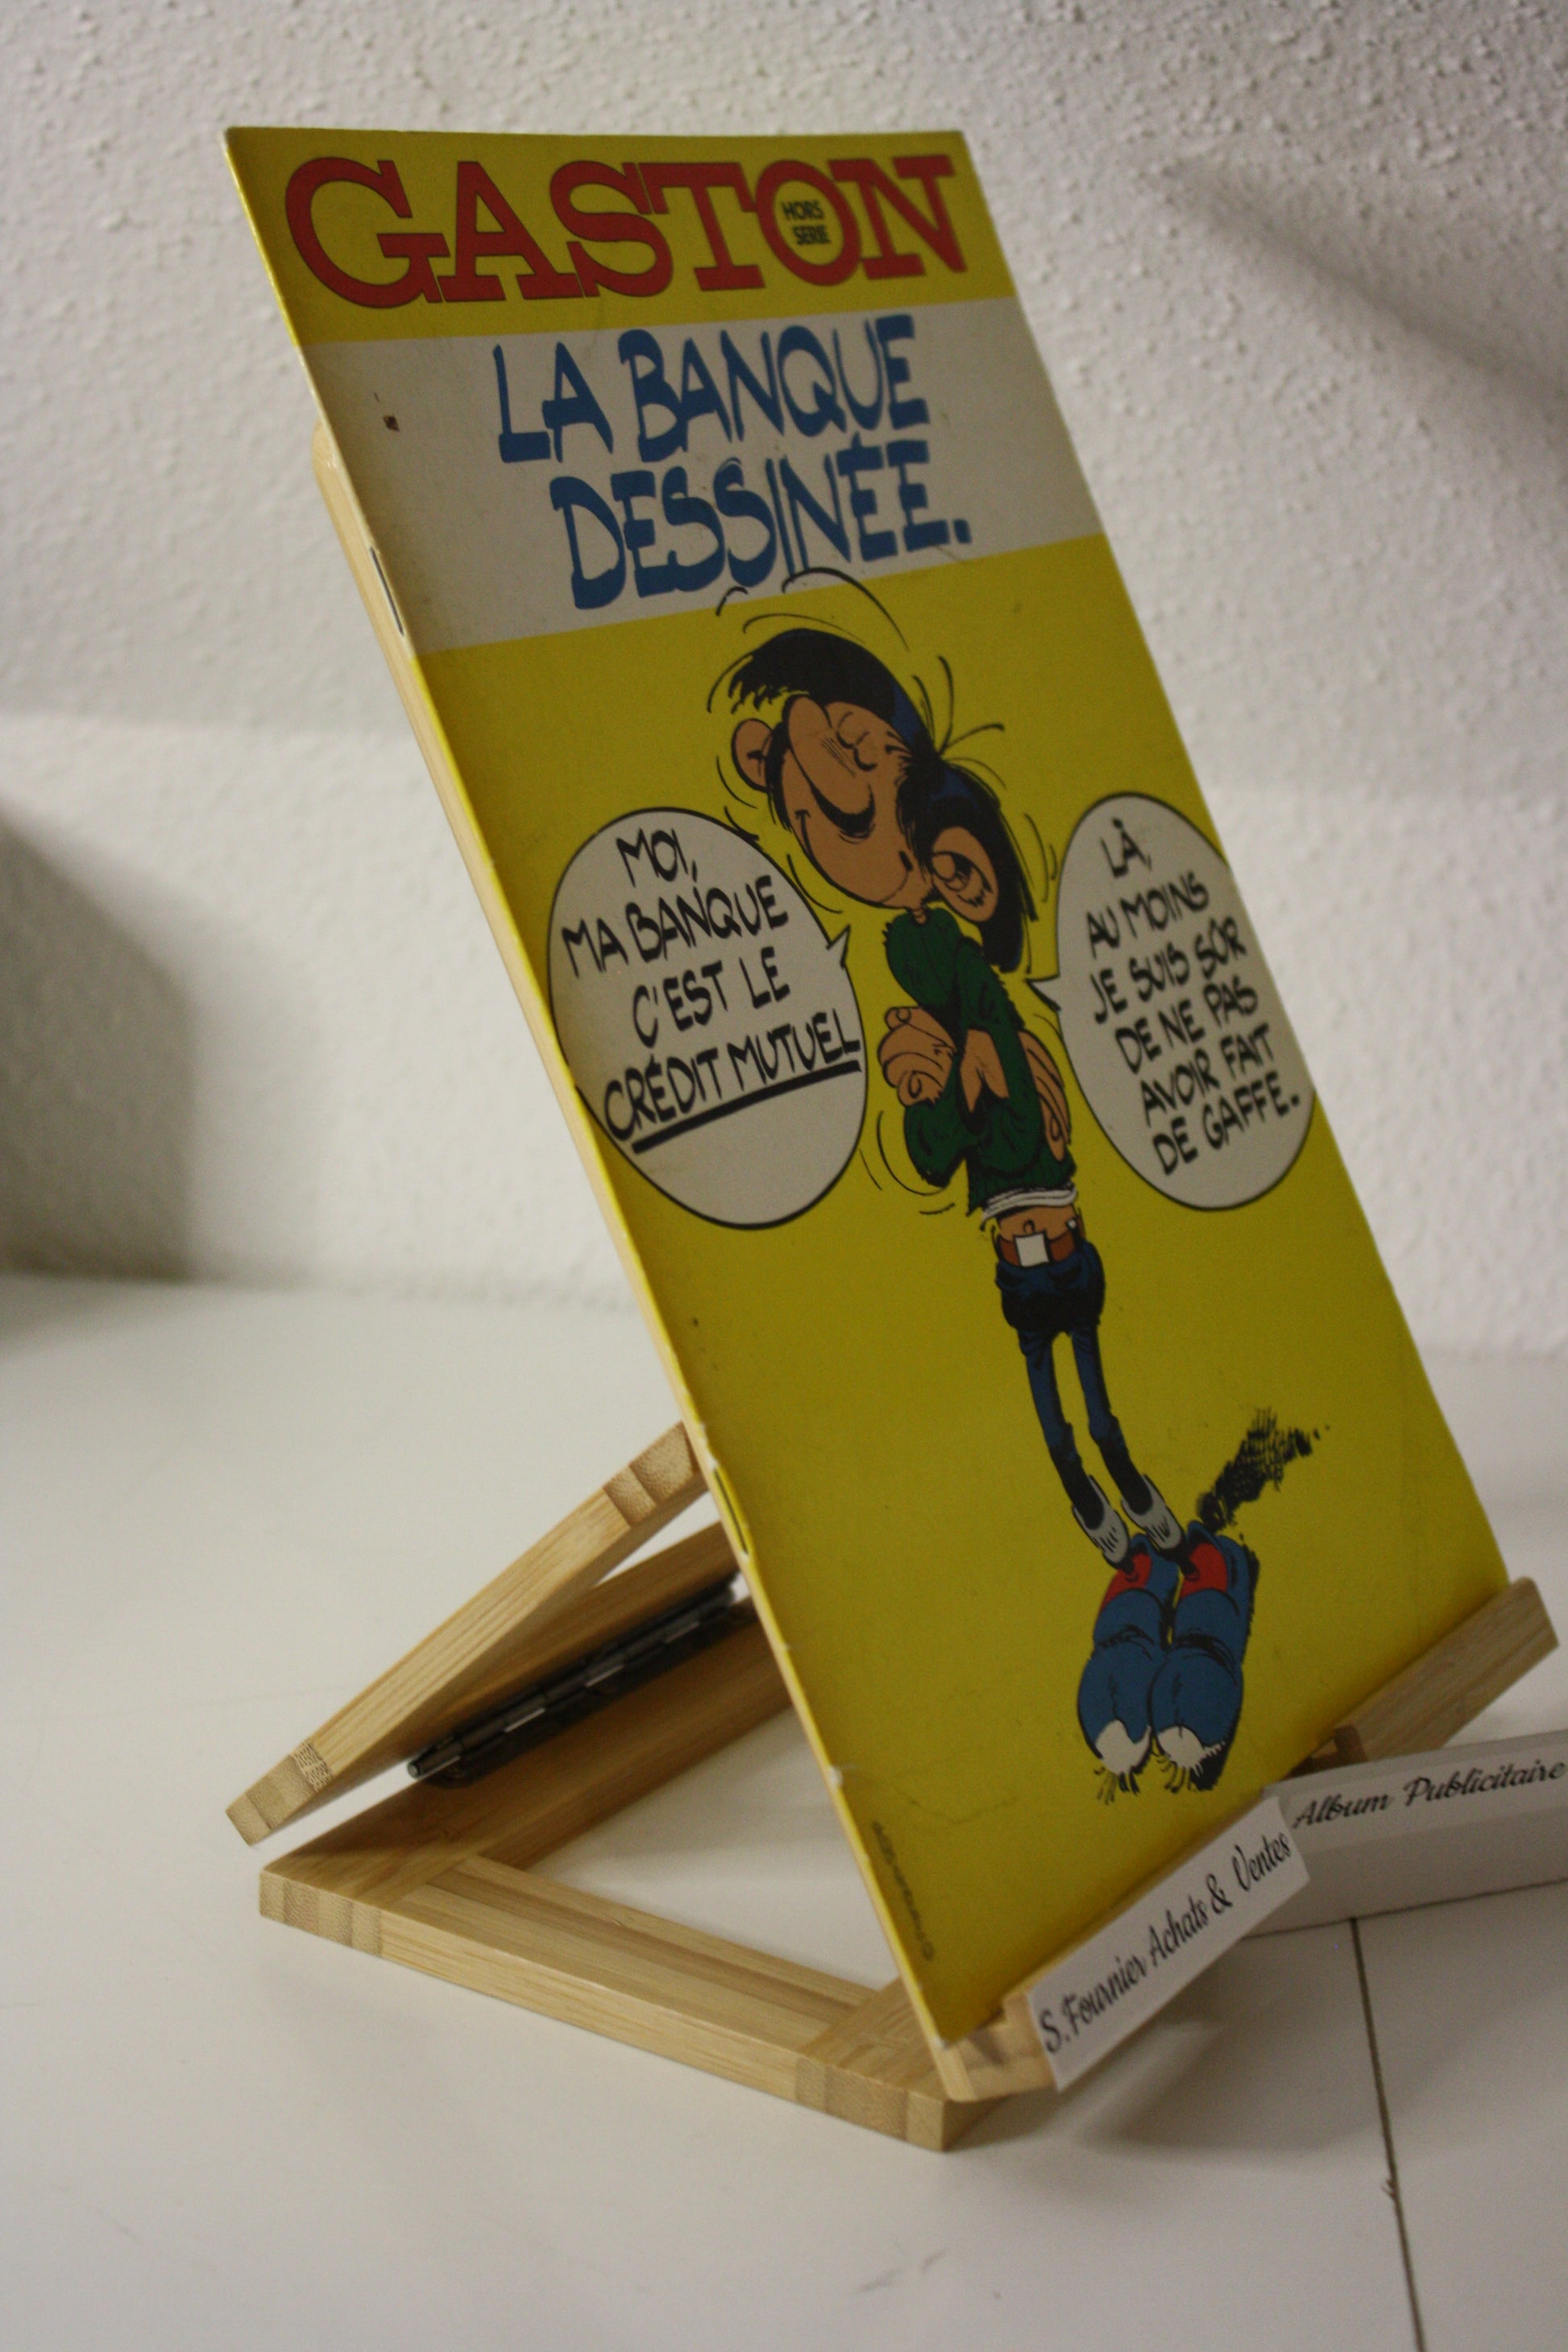 GASTON
HORS
SERIE
LA BANQUE
DESSINÉE.
MOI,
MA BANQUE
C'EST LE
CRÉDIT MUTUEL
LÀ,
AU MOINS
JE SUIS SÛR
DE NE PAS
AVOIR FAIT
DE GAFFE.
S.Fournier Achats & Ventes
Album Publicitaire